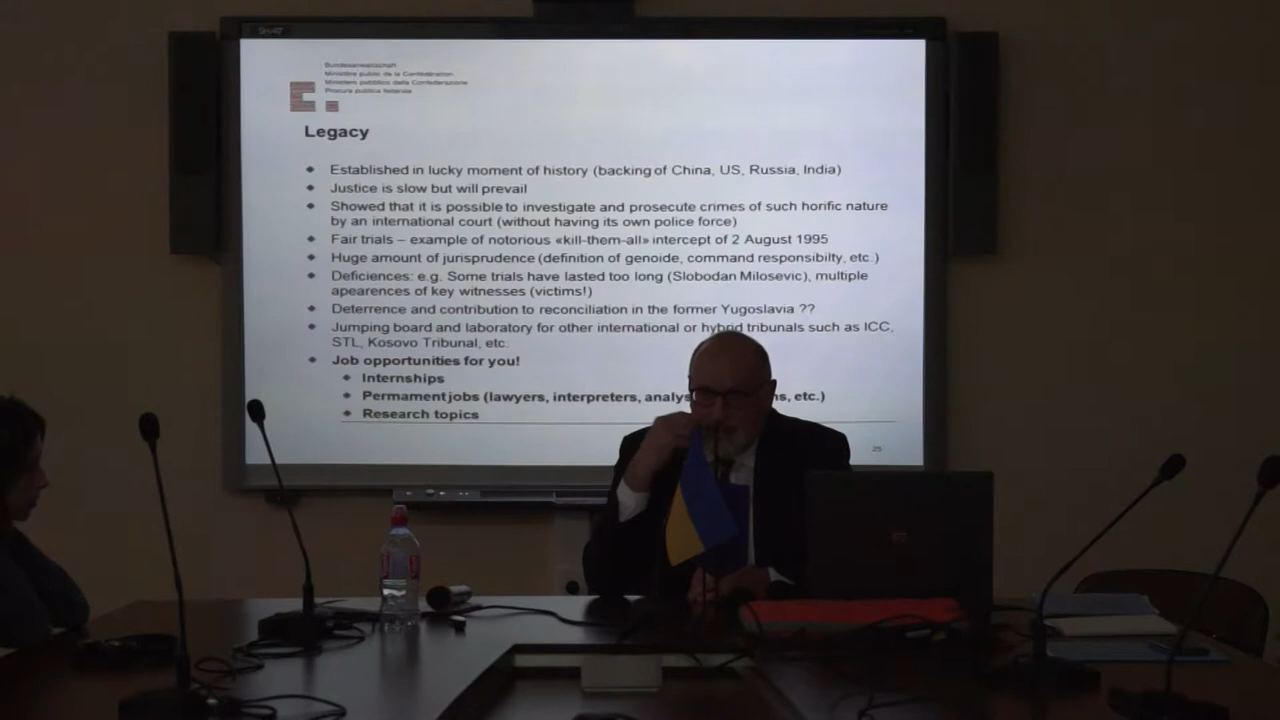 SMART
Bundesanwaltschaft
Ministère public de la Confédération
Ministero pubblico della Confederazione
Procura publica federala
Legacy
Established in lucky moment of history (backing of China, US, Russia, India)
Justice is slow but will prevail
Showed that it is possible to investigate and prosecute crimes of such horific nature
by an international court (without having its own police force)
Fair trials – example of notorious «kill-them-all» intercept of 2 August 1995
Huge amount of jurisprudence (definition of genoide, command responsibilty, etc.)
Deficiences: e.g. Some trials have lasted too long (Slobodan Milosevic), multiple
apearences of key witnesses (victims!)
Deterrence and contribution to reconciliation in the former Yugoslavia ??
Jumping board and laboratory for other international or hybrid tribunals such as ICC,
STL, Kosovo Tribunal, etc.
Job opportunities for you!
Internships
Permament jobs (lawyers, interpreters, etc.)
Research topics
25